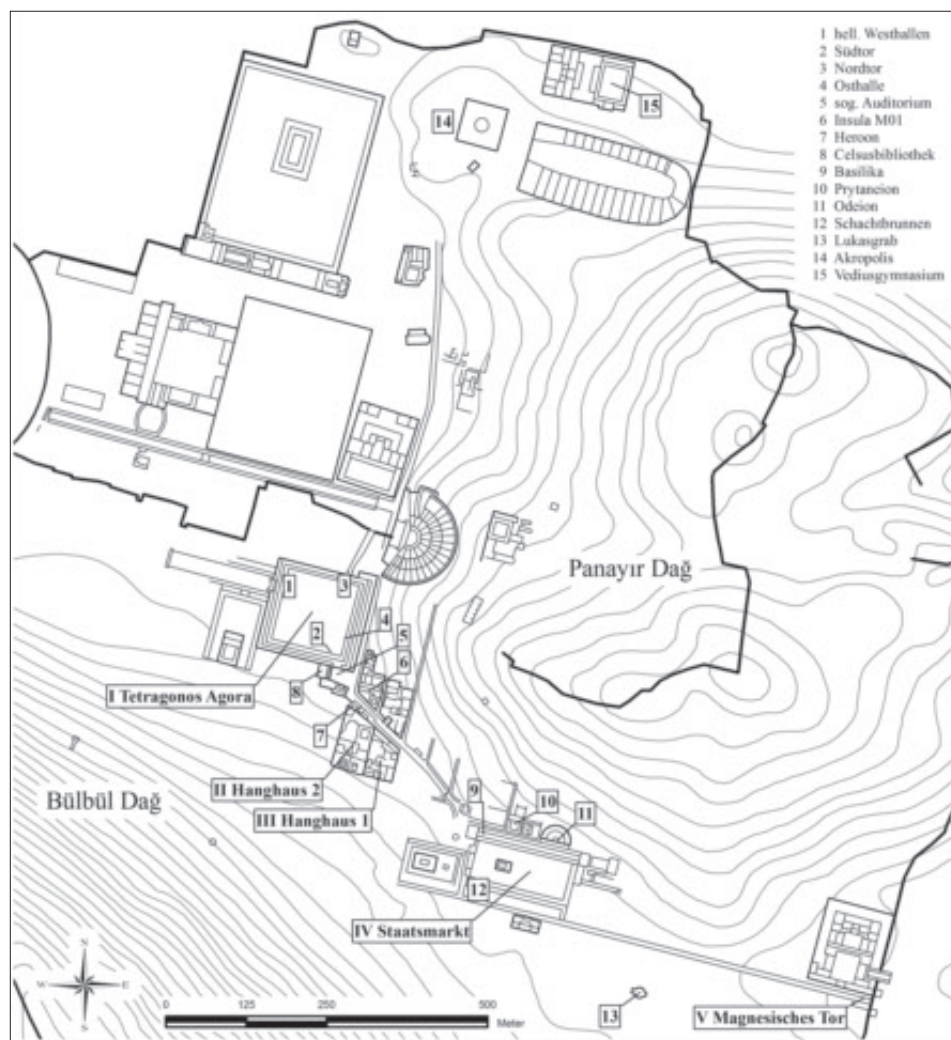 1 hell. Westhallen
2 Südtor
3 Nordtor
4 Osthalle
5 sog. Auditorium
6 Insula M01
7 Heroon
8 Celsusbibliothek
9 Basilika
10 Prytaneion
11 Odeion
12 Schachtbrunnen
13 Lukasgrab
14 Akropolis
15 Vediusgymnasium
15
14
Panayır Dağ
1
3
4
2
5
6
8
I Tetragonos Agora
7
II Hanghaus 2
Bülbül Dağ
III Hanghaus 1
9
10
11
12
IV Staatsmarkt
N
W
E
S
0 125 250 500
Meter
13
V Magnesisches Tor